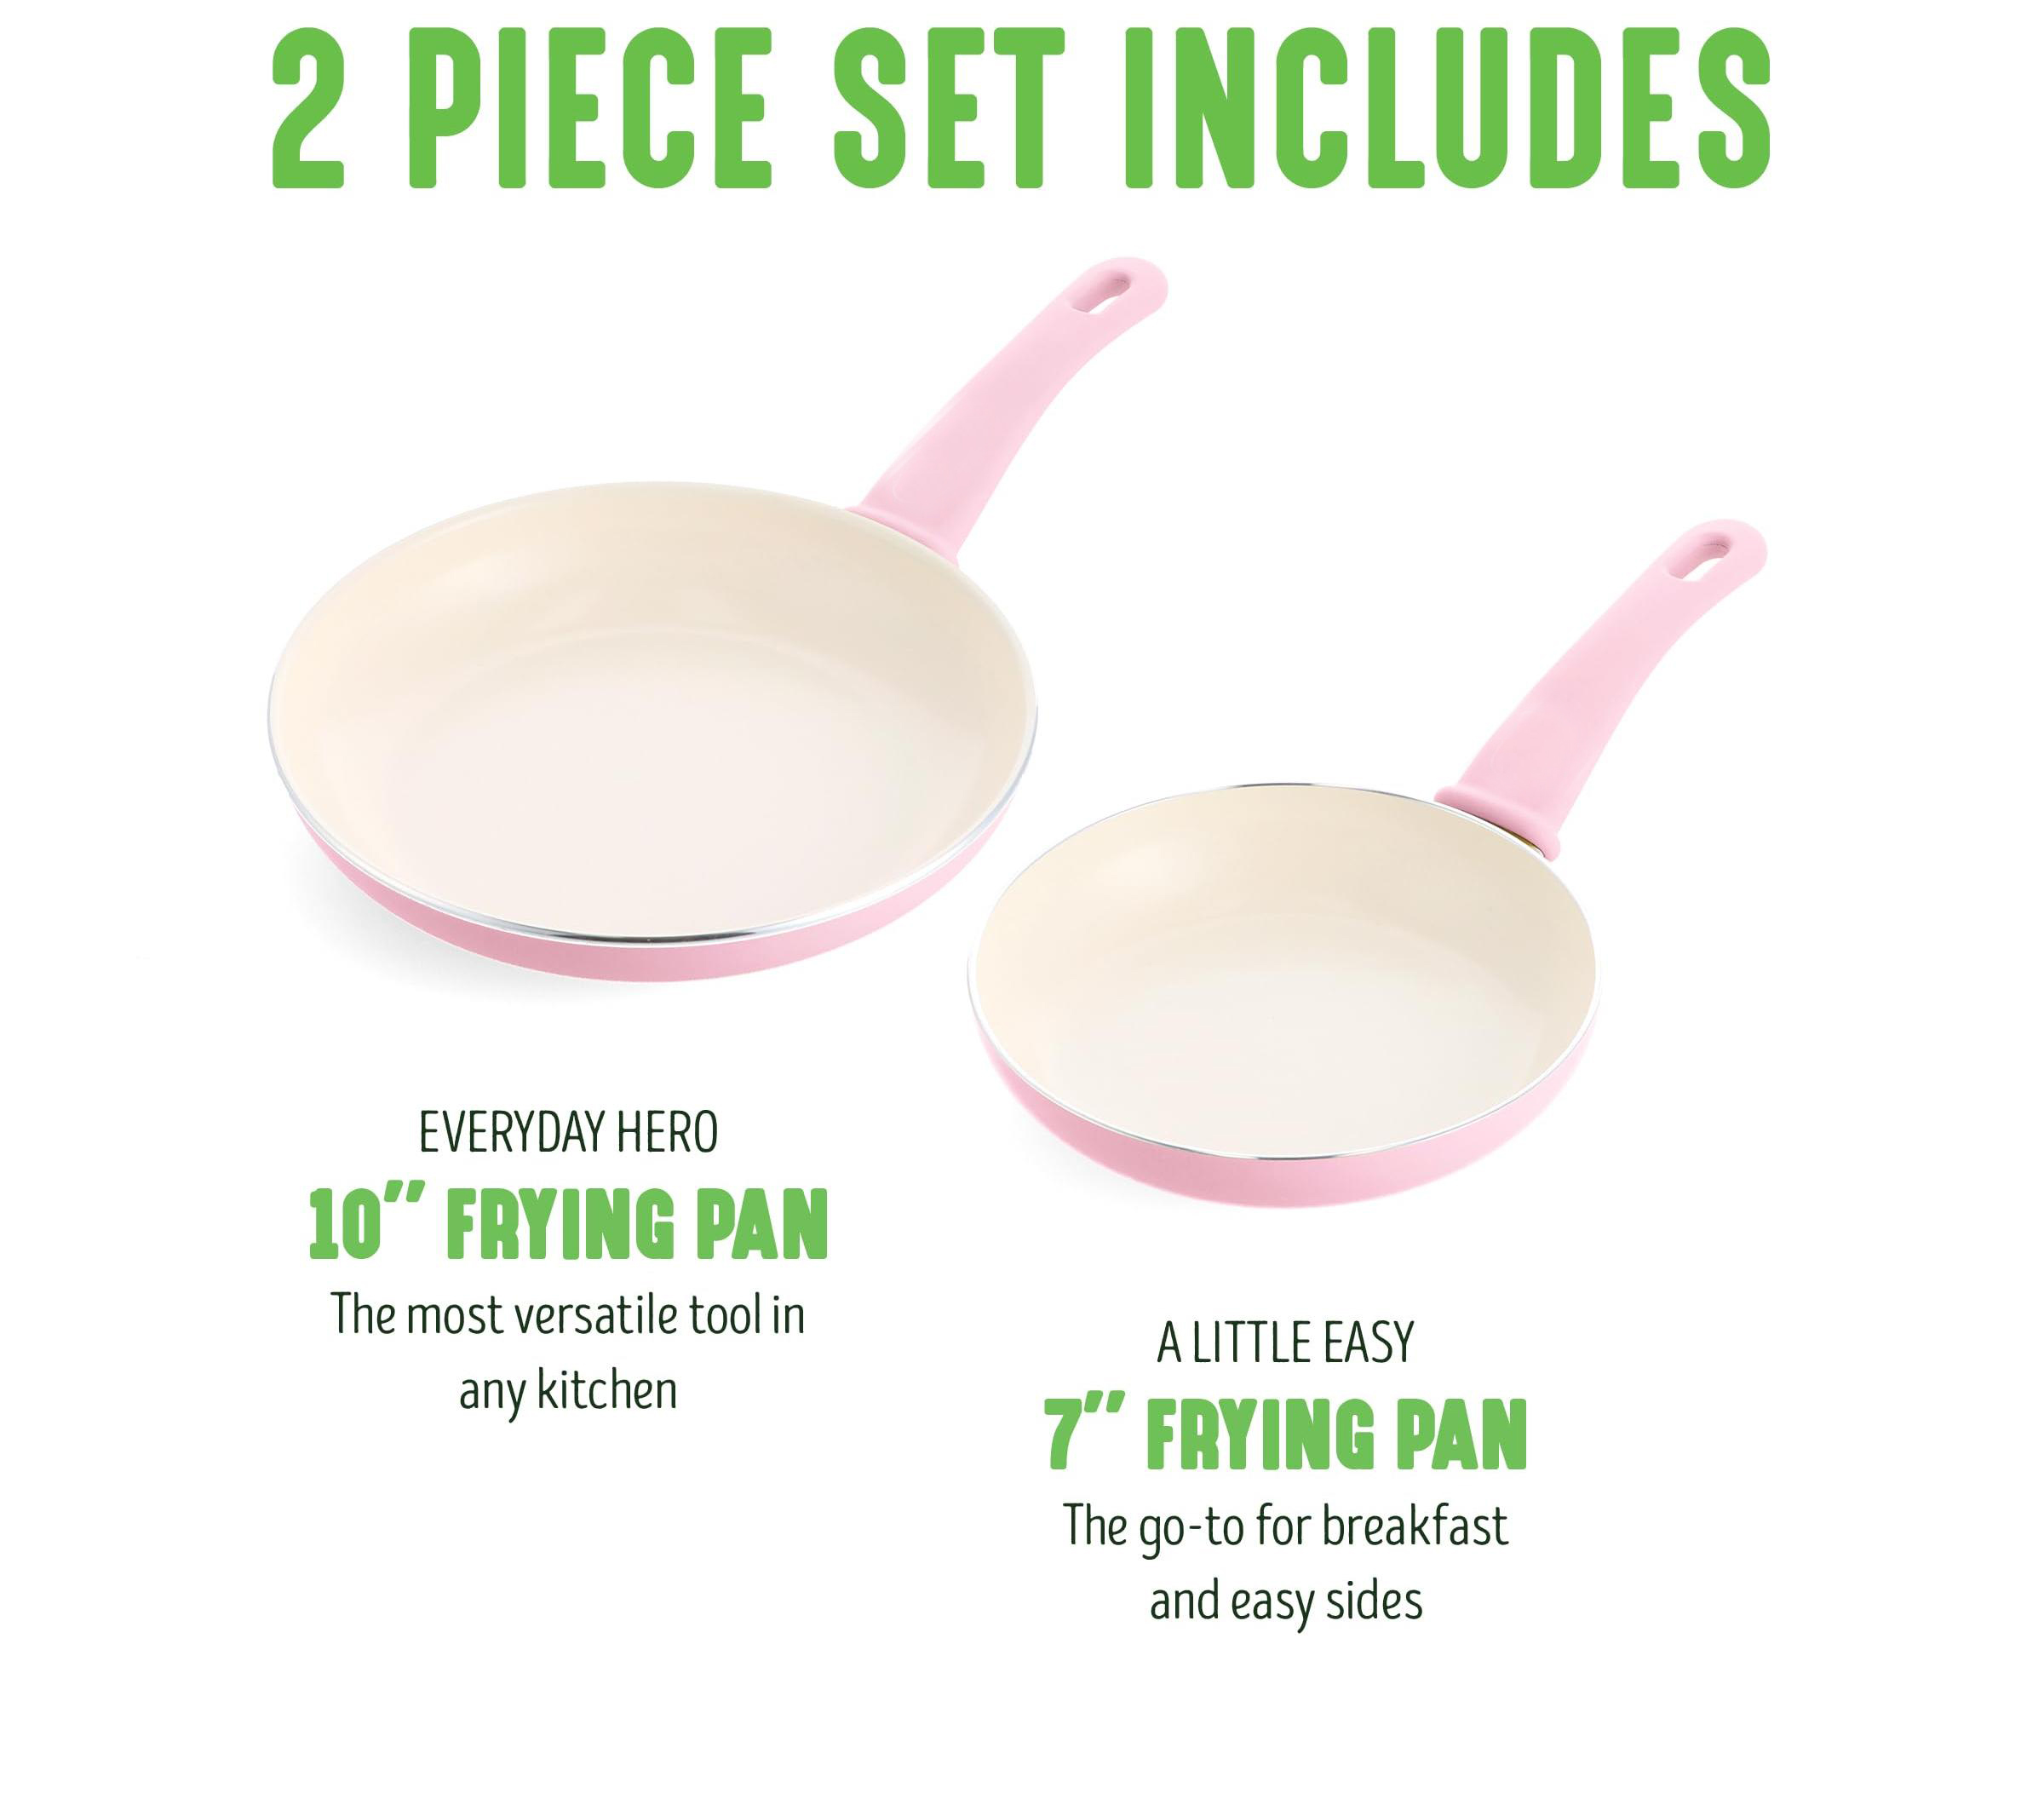 2 PIECE SET INCLUDES
EVERYDAY HERO
10” FRYING PAN
The most versatile tool in
any kitchen
A LITTLE EASY
7” FRYING PAN
The go-to for breakfast
and easy sides